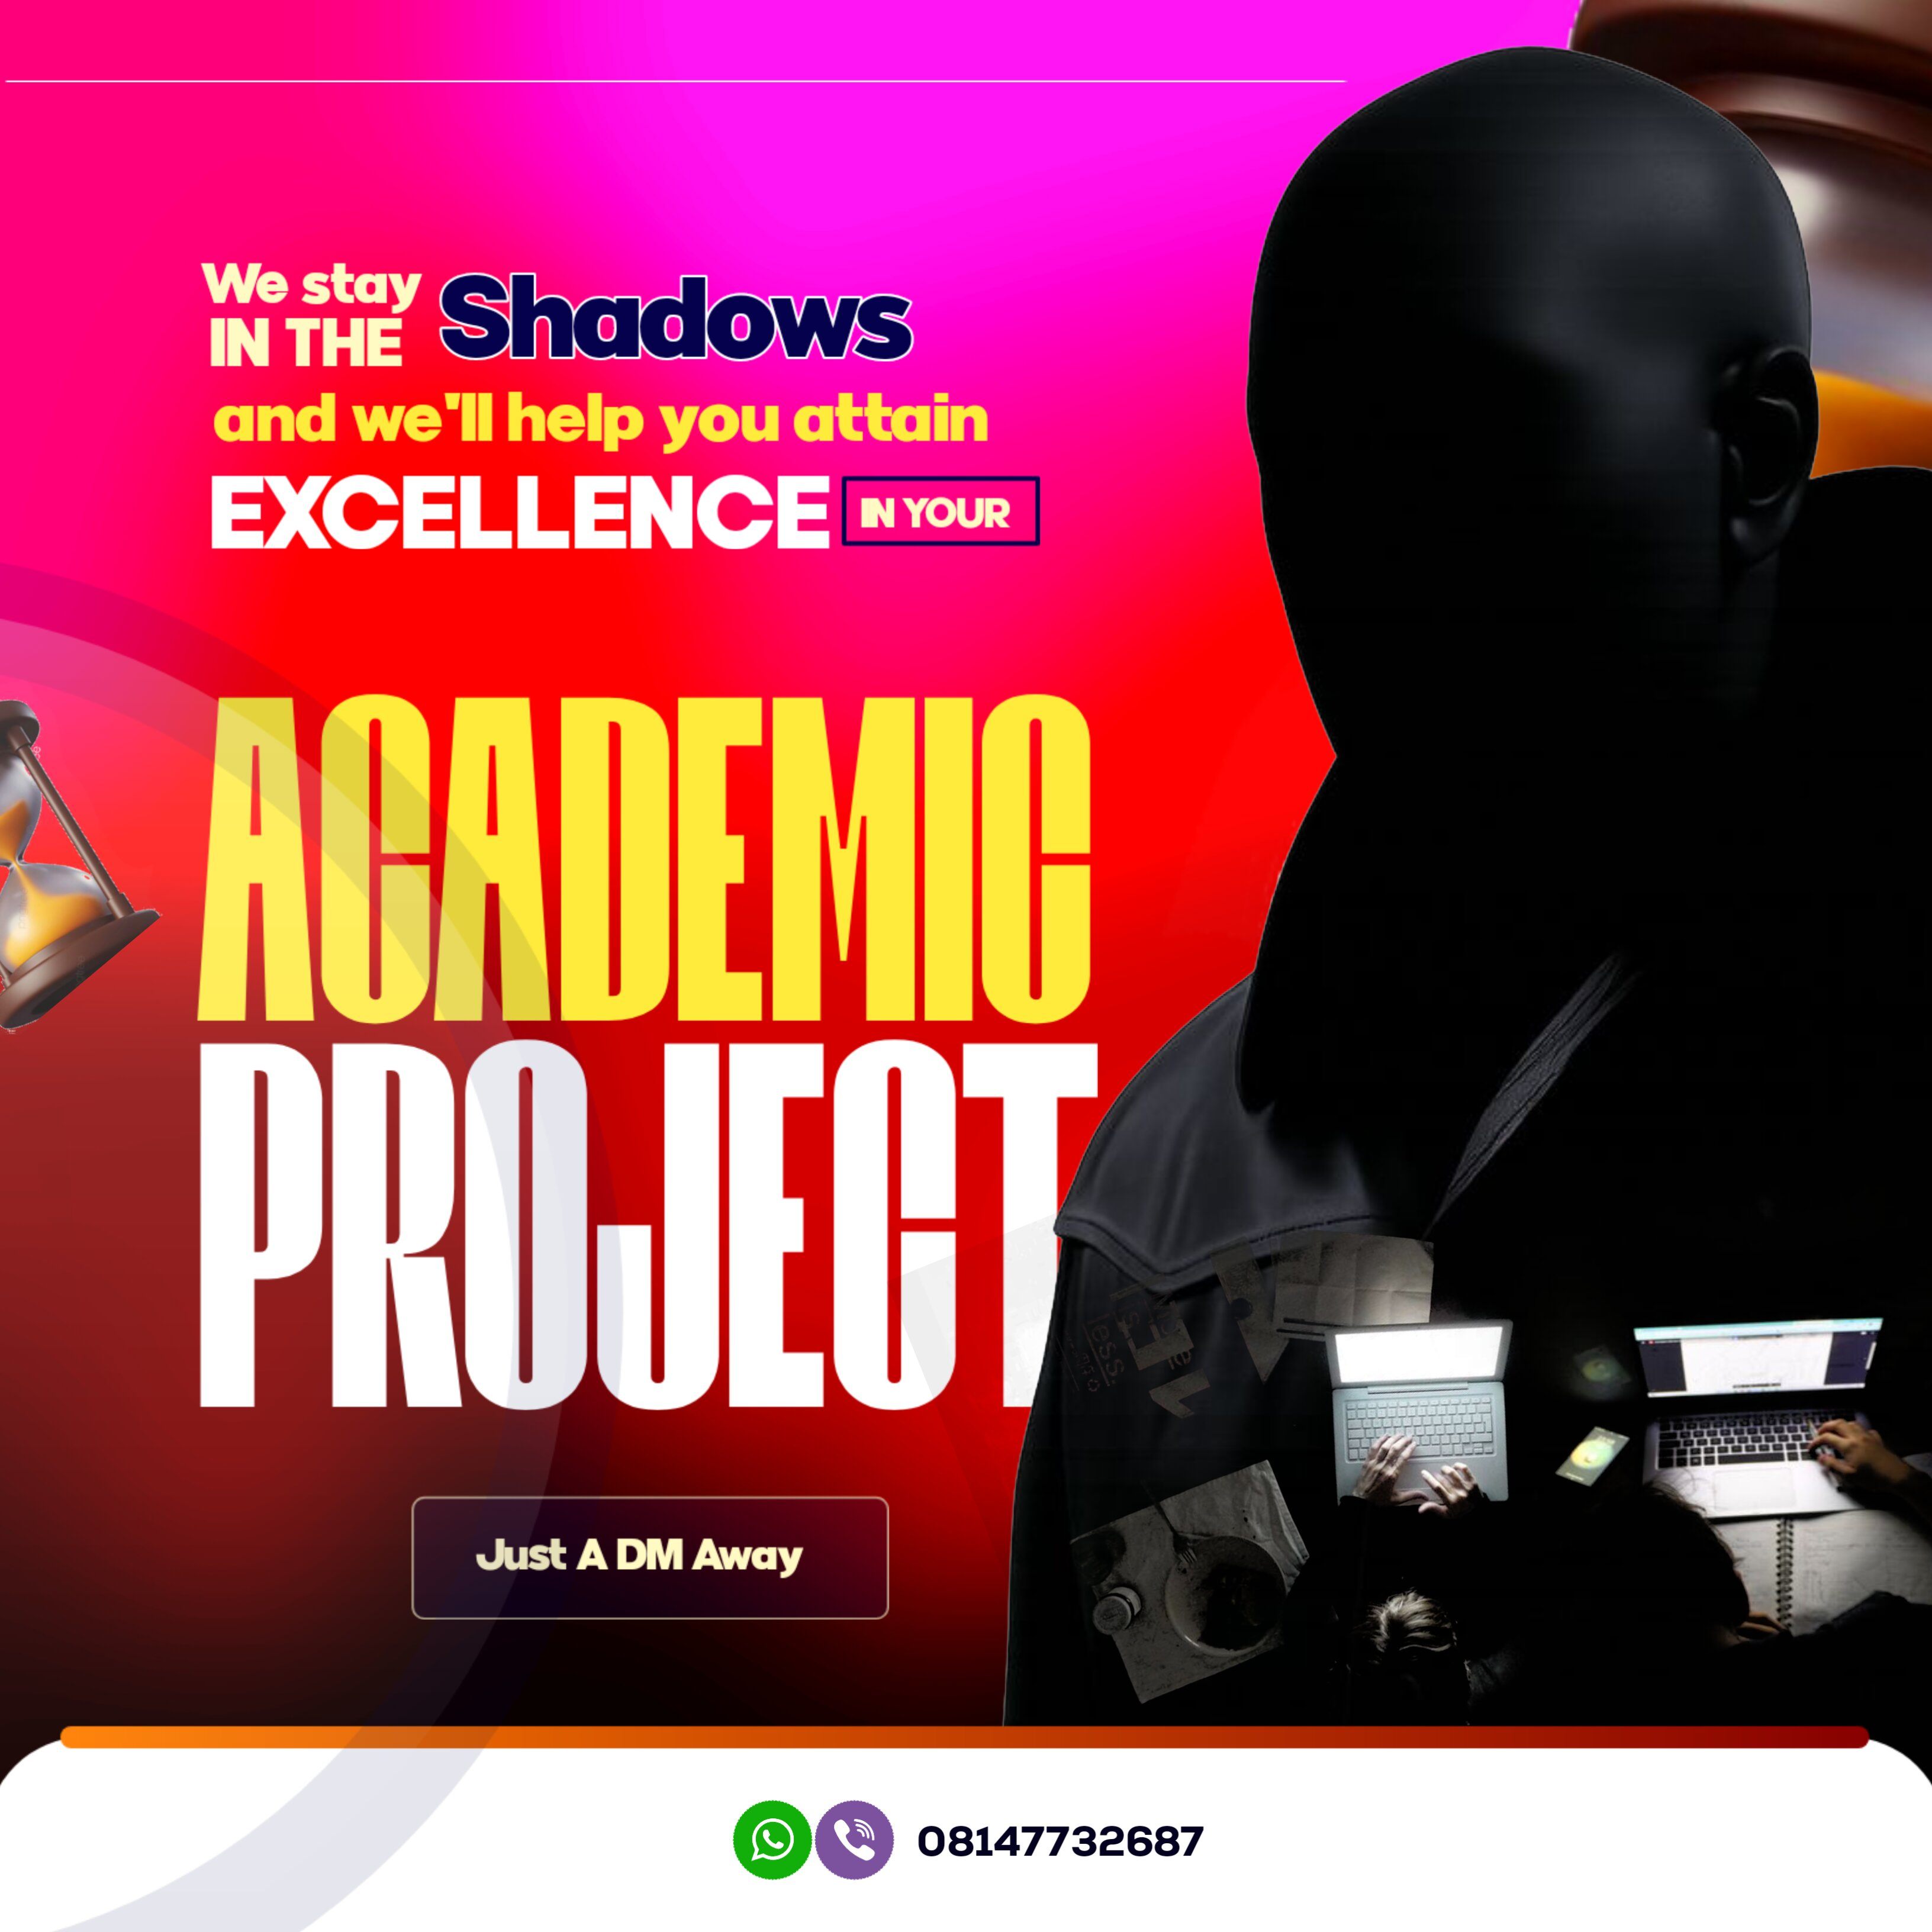 We stay
IN THE Shadows
and we'll help you attain
EXCELLENCE IN YOUR
ACADEMIC
PROJECT
Just A DM Away
08147732687